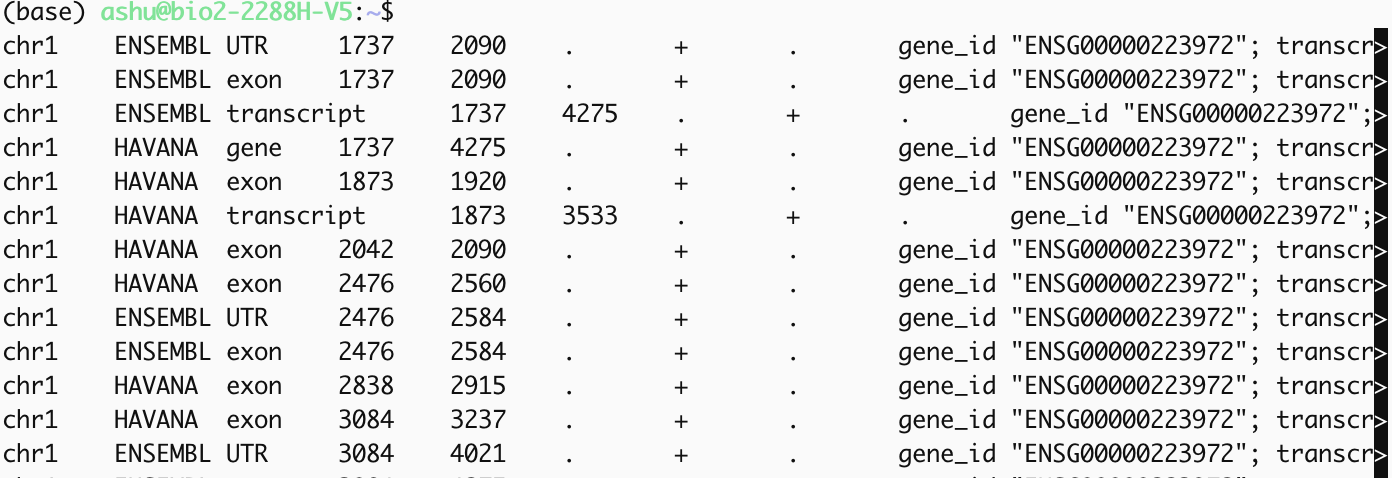 (base) ashu@bio2-2288H-V5:~$
chr1 ENSEMBL UTR 1737 2090 . + . gene_id "ENSG00000223972"; transcr>
chr1 ENSEMBL exon 1737 2090 . + . gene_id "ENSG00000223972"; transcr>
chr1 ENSEMBL transcript 1737 4275 . + . gene_id "ENSG00000223972";>
chr1 HAVANA gene 1737 4275 . + . gene_id "ENSG00000223972"; transcr>
chr1 HAVANA exon 1873 1920 . + . gene_id "ENSG00000223972"; transcr>
chr1 HAVANA transcript 1873 3533 . + . gene_id "ENSG00000223972";>
chr1 HAVANA exon 2042 2090 . + . gene_id "ENSG00000223972"; transcr>
chr1 HAVANA exon 2476 2560 . + . gene_id "ENSG00000223972"; transcr>
chr1 ENSEMBL UTR 2476 2584 . + . gene_id "ENSG00000223972"; transcr>
chr1 ENSEMBL exon 2476 2584 . + . gene_id "ENSG00000223972"; transcr>
chr1 HAVANA exon 2838 2915 . + . gene_id "ENSG00000223972"; transcr>
chr1 HAVANA exon 3084 3237 . + . gene_id "ENSG00000223972"; transcr>
chr1 ENSEMBL UTR 3084 4021 . + . gene_id "ENSG00000223972"; transcr>